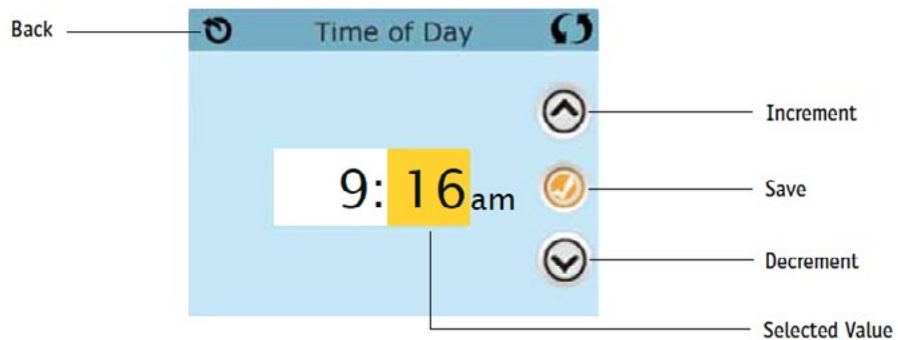 Back
Time of Day
Increment
9:16am
Save
Decrement
Selected Value